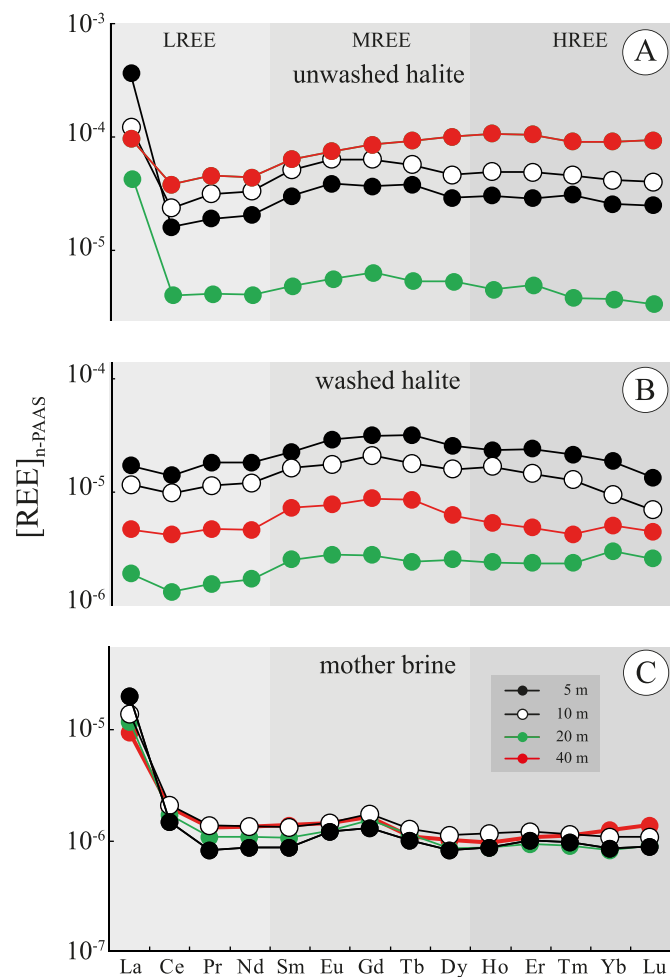 10-3
LREE MREE HREE A
unwashed halite
10-4
10-5
10-4
washed halite B
10-5
[REE]n-PAAS
10-6
mother brine C
5 m
10 m
20 m
40 m
10-5
10-6
10-7
La Ce Pr Nd Sm Eu Gd Tb Dy Ho Er Tm Yb Lu